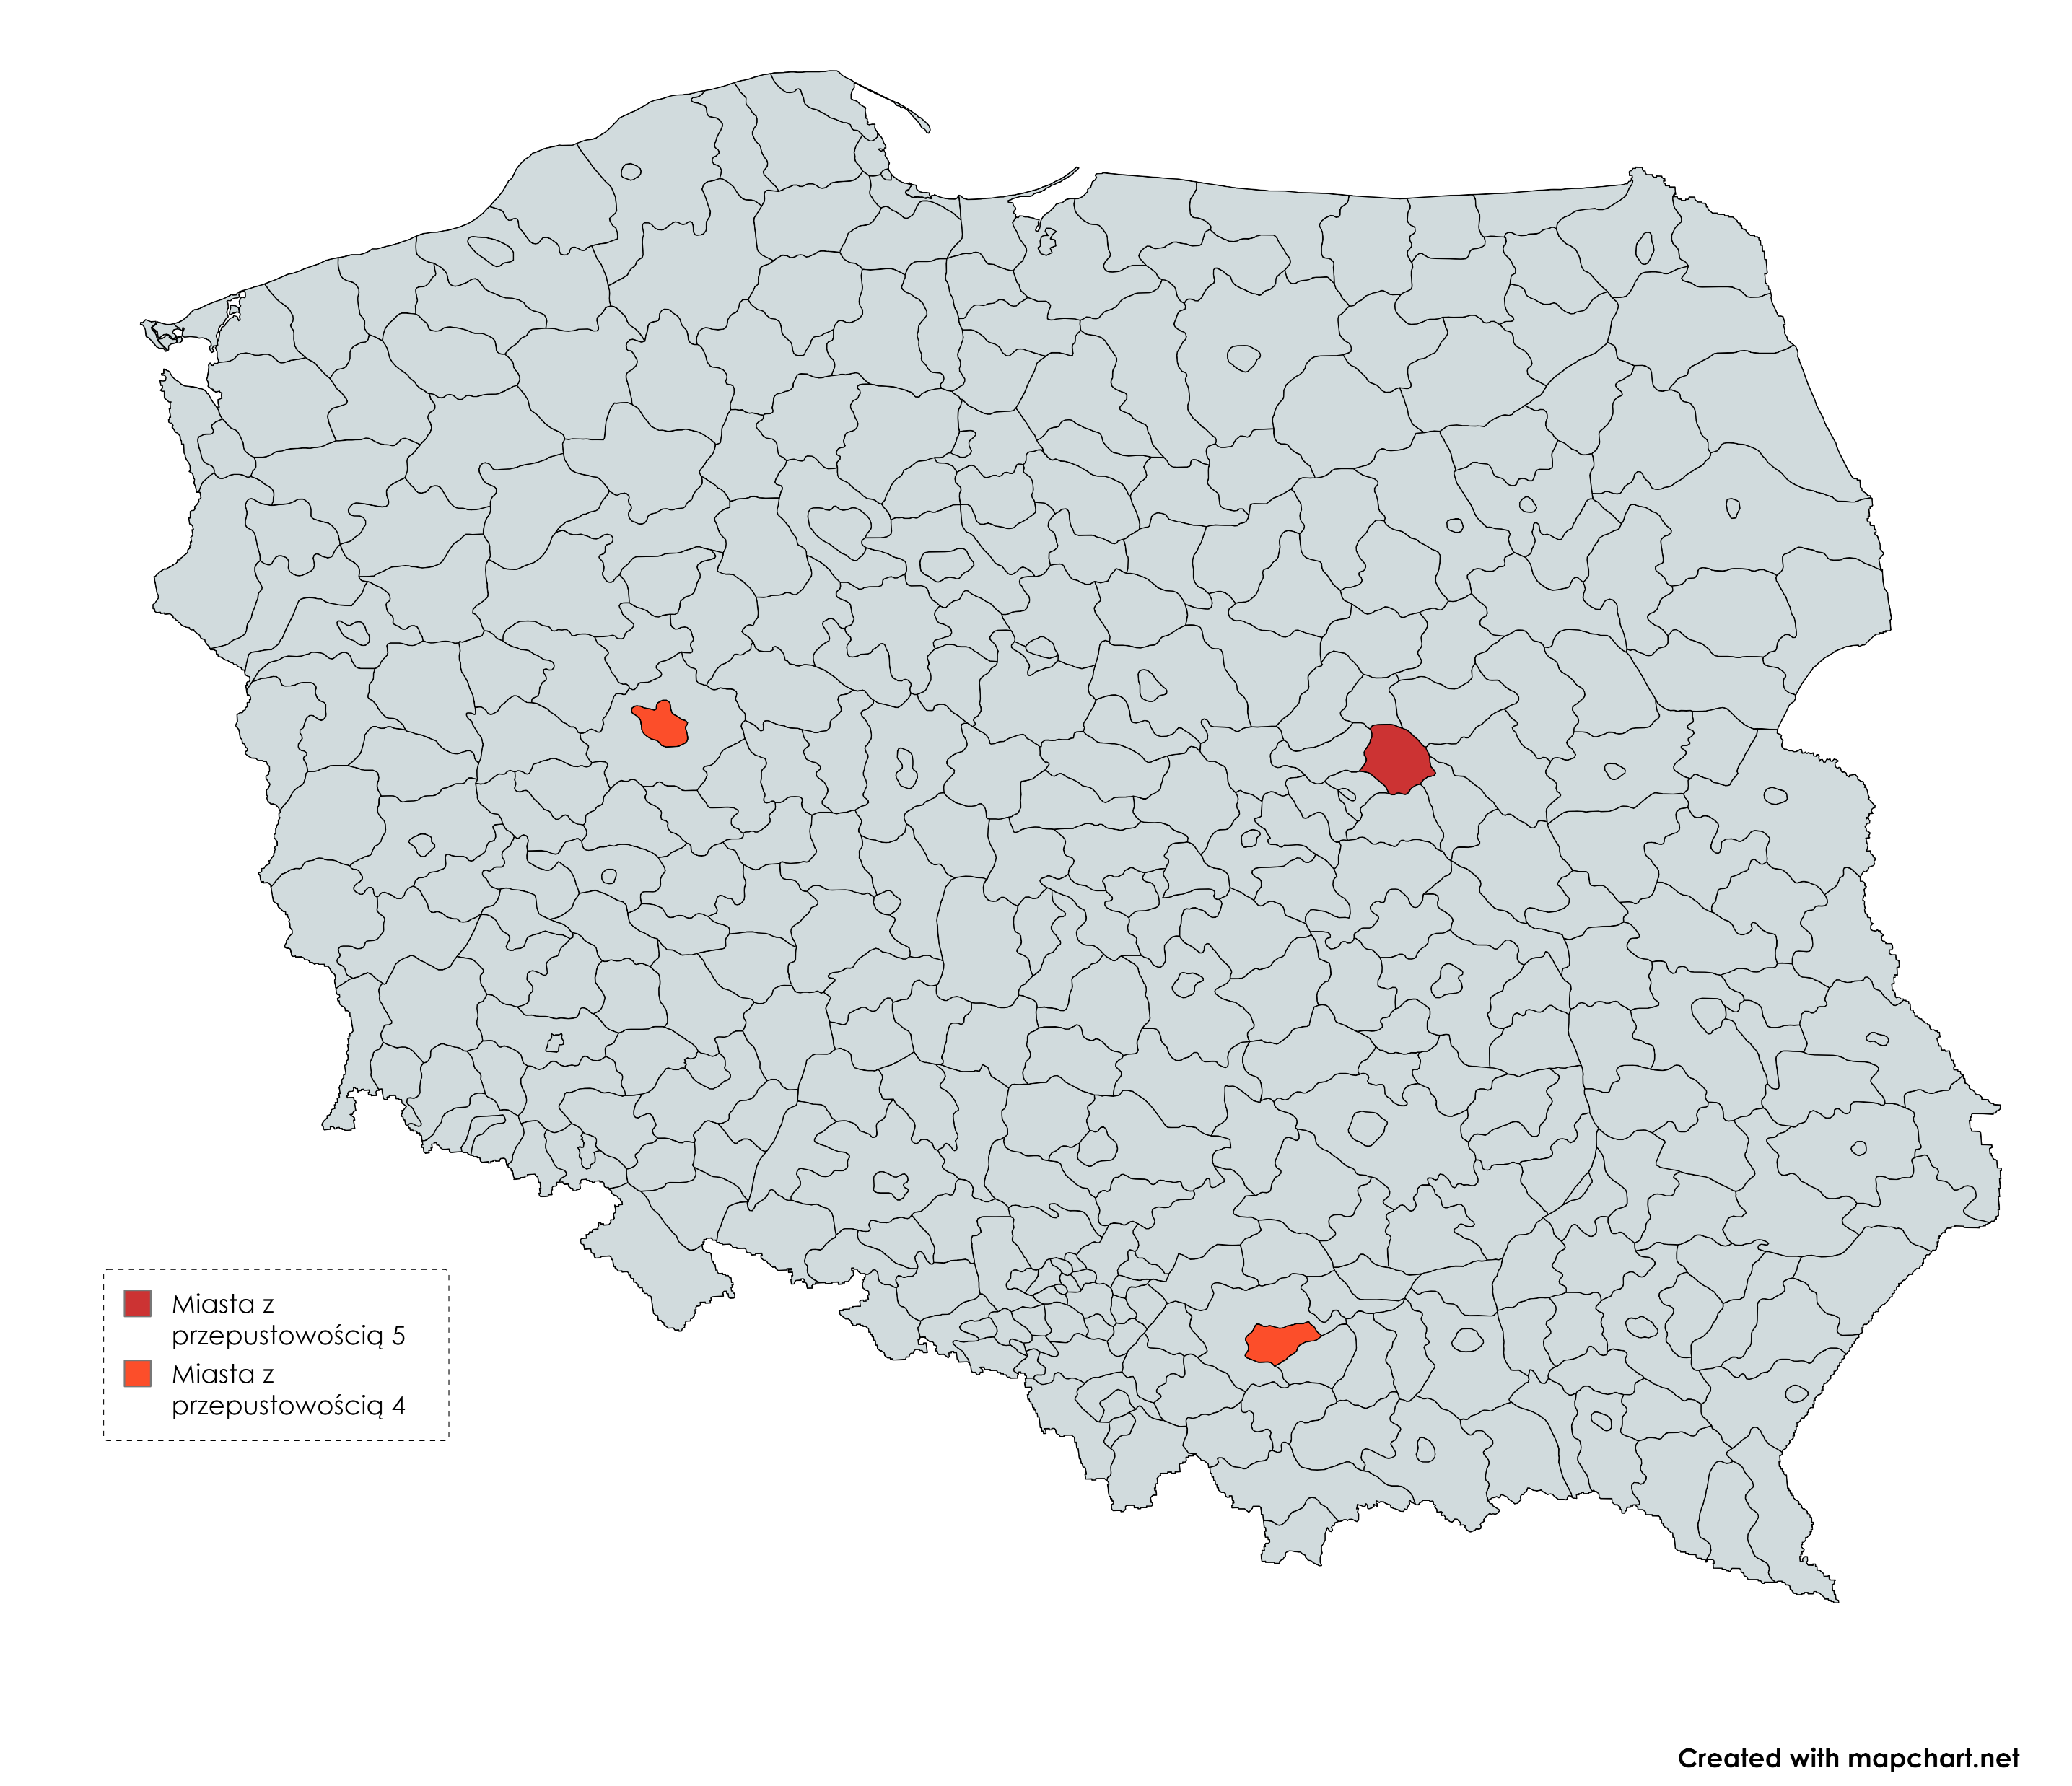 Miasta z
przepustowością 5
Miasta z
przepustowością 4
Created with mapchart.net